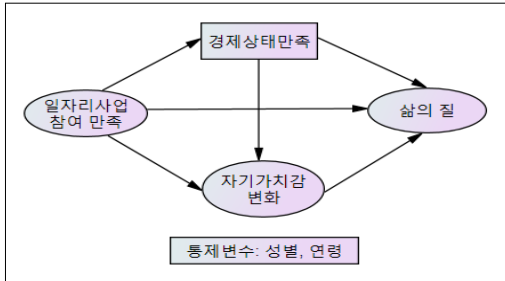 경제상태만족
일자리사업
참여 만족
삶의 질
자기가치감
변화
통제변수: 성별, 연령